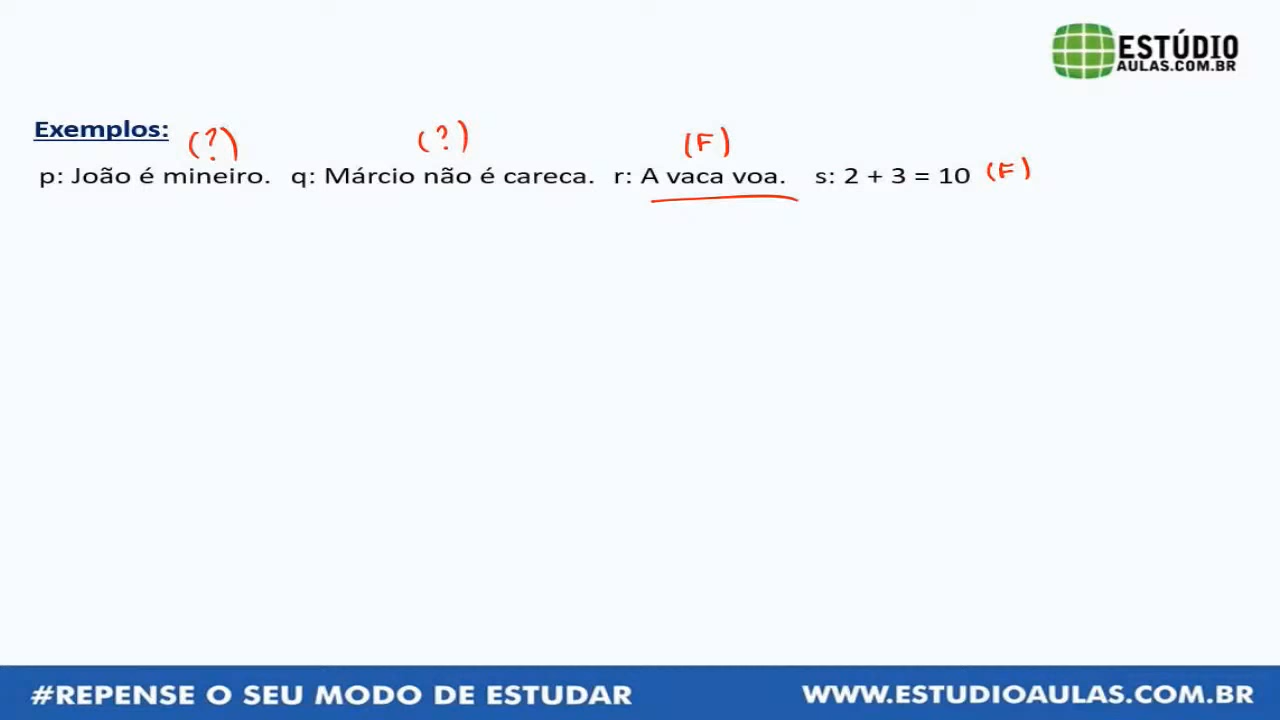 ESTÚDIO
AULAS.COM.BR
Exemplos:
(?) (?) (F)
p: João é mineiro. q: Márcio não é careca. r: A vaca voa. s: 2 + 3 = 10 (F)
#REPENSE O SEU MODO DE ESTUDAR WWW.ESTUDIOAULAS.COM.BR